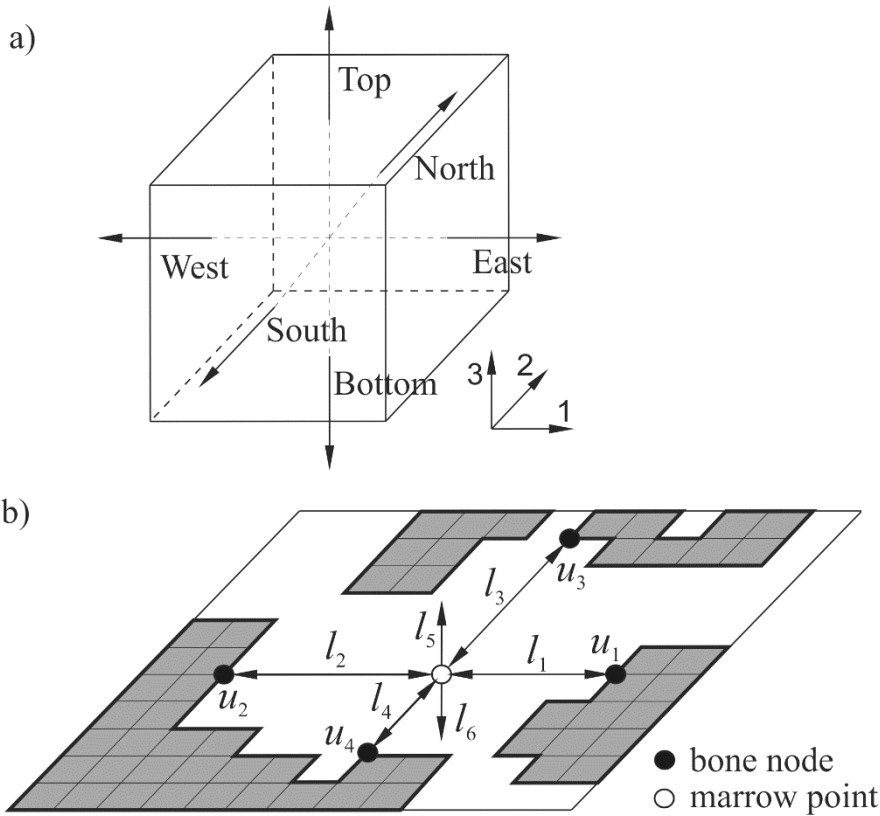 a)
Top
North
West
East
South
Bottom
3
2
1
b)
u₃
l₃
l₅
u₁
l₂
l₁
u₂
l₄
l₆
u₄
bone node
marrow point